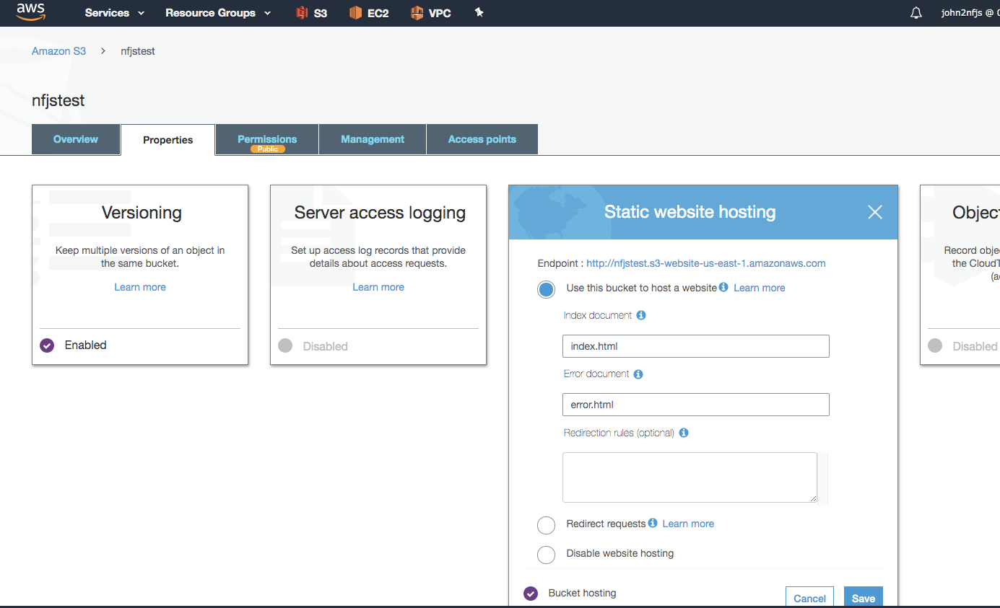 aws Services Resource Groups S3 EC2 VPC john2nfjs @
Amazon S3 > nfjstest
nfjstest
Overview Properties Permissions Management Access points
Public
Versioning
Keep multiple versions of an object in
the same bucket.
Learn more
Enabled
Server access logging
Set up access log records that provide
details about access requests.
Learn more
Disabled
Static website hosting
Endpoint : http://nfjstest.s3-website-us-east-1.amazonaws.com
Use this bucket to host a website Learn more
Index document
index.html
Error document
error.html
Redirection rules (optional)
Redirect requests Learn more
Disable website hosting
Bucket hosting
Cancel Save
Object
Record obje
the CloudT
(a
Disabled